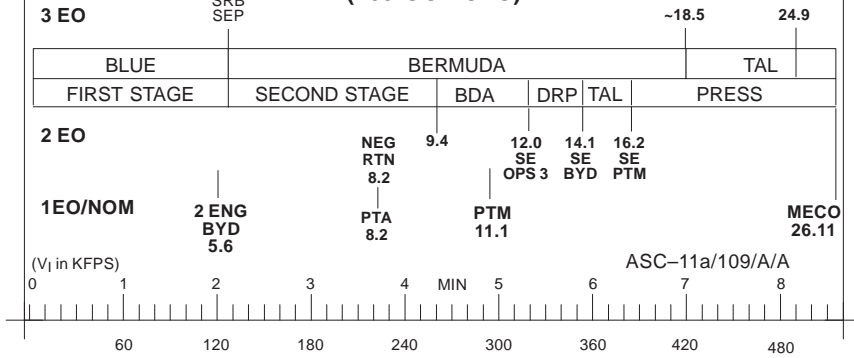 3 EO SRB SEP ~18.5 24.9
BLUE BERMUDA TAL
FIRST STAGE SECOND STAGE BDA DRP TAL PRESS
2 EO NEG RTN 8.2 9.4 12.0 SE OPS 3 14.1 SE BYD 16.2 SE PTM
1EO/NOM 2 ENG BYD 5.6 PTA 8.2 PTM 11.1 MECO 26.11
(VI in KFPS) ASC–11a/109/A/A
0 1 2 3 4 MIN 5 6 7 8
60 120 180 240 300 360 420 480